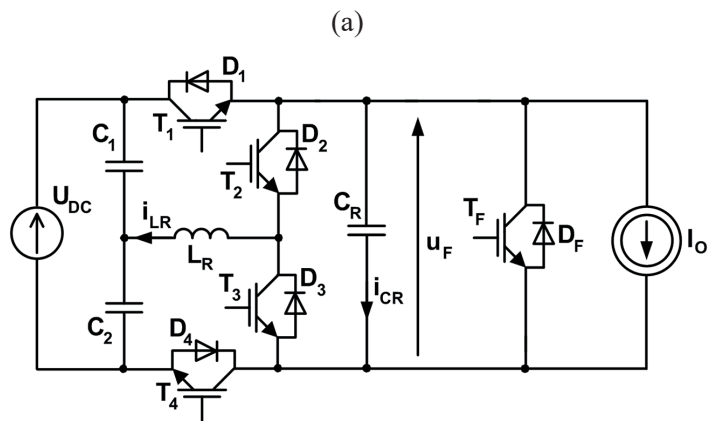 (a)
D1
T1
C1
D2
T2
CR
UDC
iLR
TF
uF
DF
IO
LR
T3
D3
iCR
C2
D4
T4